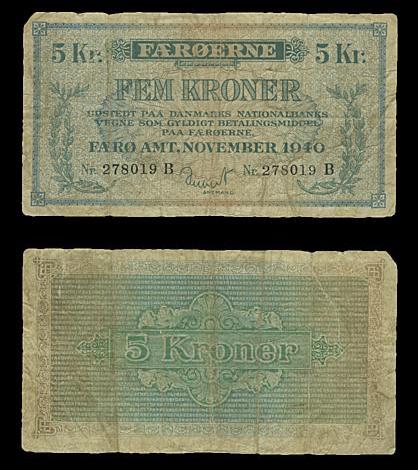 5 Kr. FÆRØERNE 5 Kr.
FEM KRONER
UDSTEDT PAA DANMARKS NATIONALBANKS
VEGNE SOM GYLDIGT BETALINGSMIDDEL
PAA FÆRØERNE.
FÆRØ AMT, NOVEMBER 1940
Nr. 278019 B Nr. 278019 B
AMTMAND.
5 Kroner